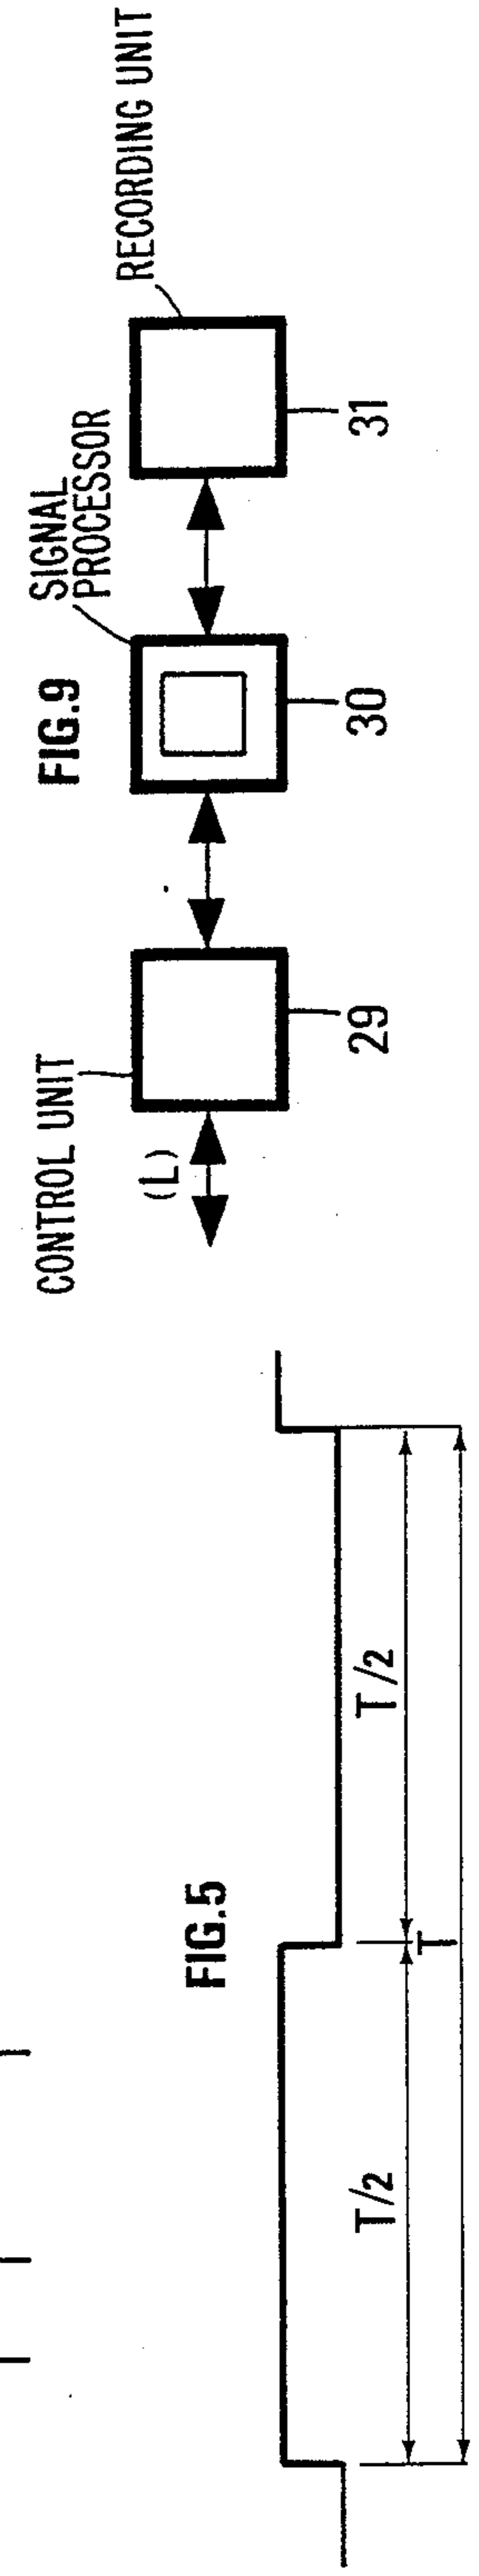 FIG.5
T/2
T/2
T
FIG.9
CONTROL UNIT
SIGNAL
PROCESSOR
RECORDING UNIT
(L)
29
30
31